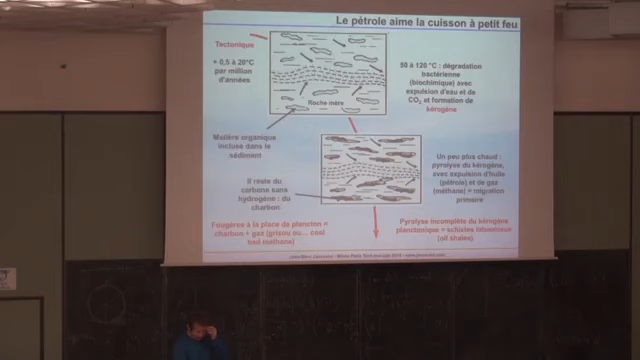 Le pétrole aime la cuisson à petit feu
Tectonique
+ 0,5 à 20°C
par million
d'années
Roche mère
50 à 120 °C : dégradation
bactérienne
(biochimique) avec
expulsion d'eau et de
CO2 et formation de
kérogène
Matière organique
incluse dans le
sédiment
Un peu plus chaud :
pyrolyse du kérogène,
avec expulsion d'huile
(pétrole) et de gaz
(méthane) = migration
primaire
Il reste du
carbone sans
hydrogène : du
charbon
Fougères à la place de plancton =
charbon + gaz (grisou ou... coal
bed methane)
Pyrolyse incomplète du kérogène
planctonique = schistes bitumineux
(oil shales)